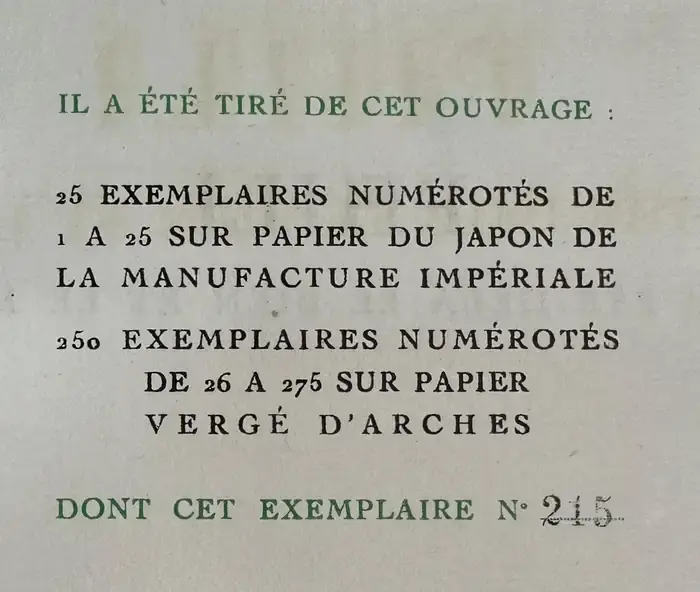 IL A ÉTÉ TIRÉ DE CET OUVRAGE :
25 EXEMPLAIRES NUMÉROTÉS DE
1 A 25 SUR PAPIER DU JAPON DE
LA MANUFACTURE IMPÉRIALE
250 EXEMPLAIRES NUMÉROTÉS
DE 26 A 275 SUR PAPIER
VERGÉ D'ARCHES
DONT CET EXEMPLAIRE N° 215